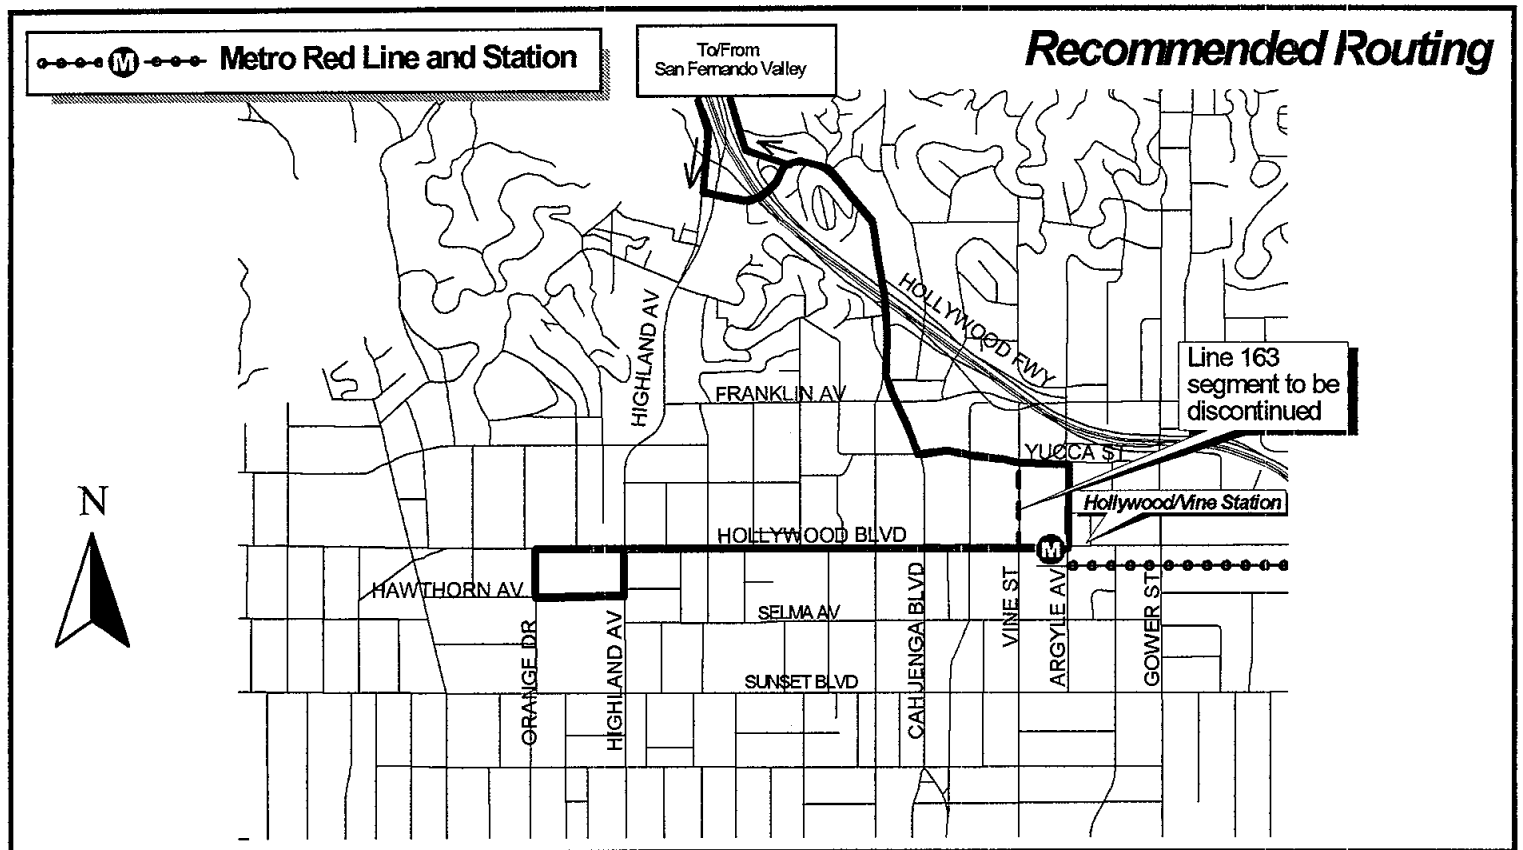 M Metro Red Line and Station
To/From
San Fernando Valley
Recommended Routing
HOLLYWOOD FWY
HIGHLAND AV
Line 163
segment to be
discontinued
FRANKLIN AV
YUCCA ST
N
Hollywood/Vine Station
HOLLYWOOD BLVD
M
HAWTHORN AV
SELMA AV
VINE ST
ARGYLE AV
GOWER ST
CAHUENGA BLVD
ORANGE DR
HIGHLAND AV
SUNSET BLVD